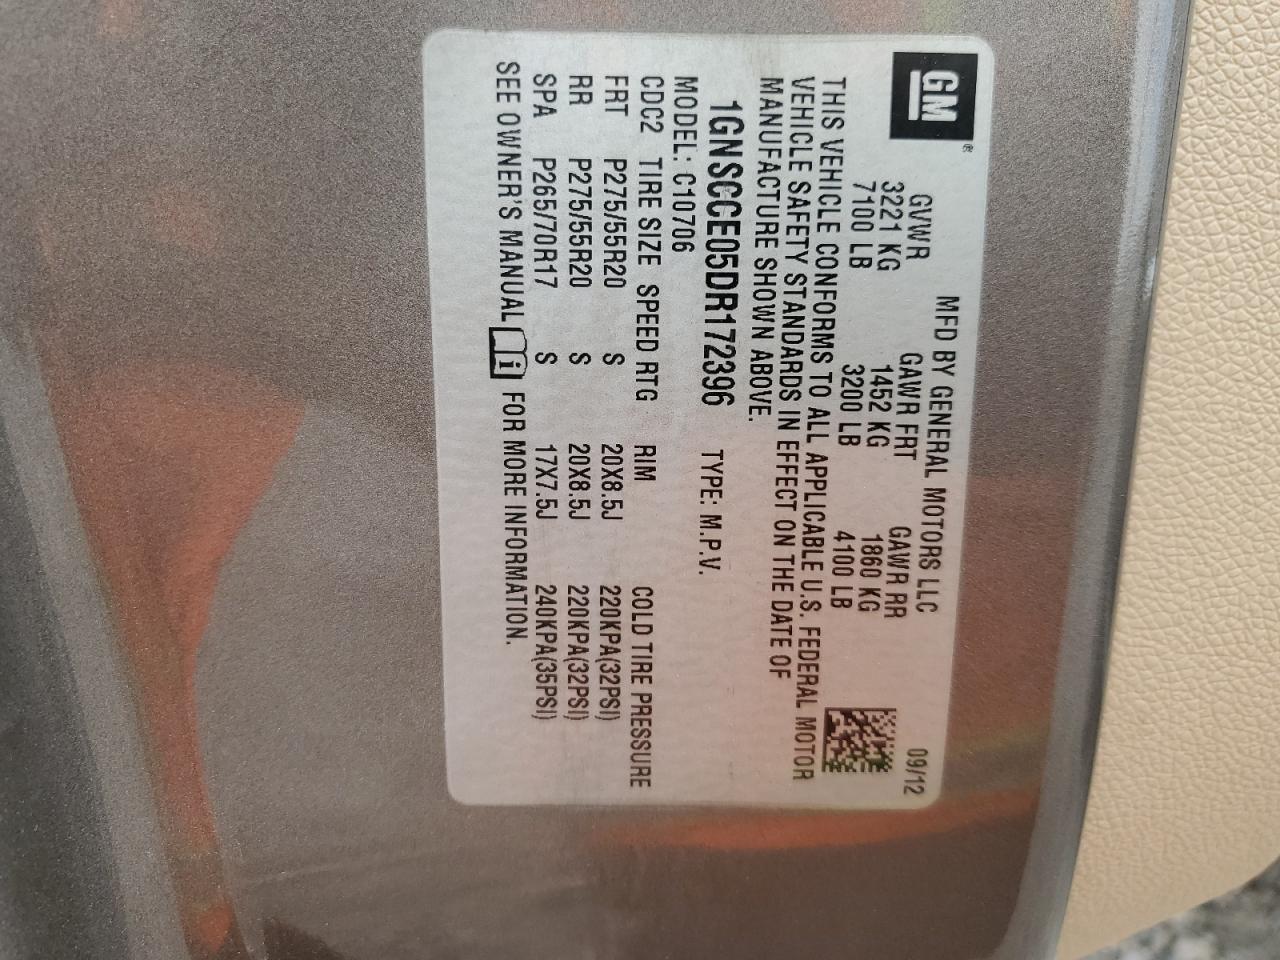 GM®
MFD BY GENERAL MOTORS LLC 09/12
GVWR GAWR FRT GAWR RR
3221 KG 1452 KG 1860 KG
7100 LB 3200 LB 4100 LB
THIS VEHICLE CONFORMS TO ALL APPLICABLE U.S. FEDERAL MOTOR
VEHICLE SAFETY STANDARDS IN EFFECT ON THE DATE OF
MANUFACTURE SHOWN ABOVE.
1GNSCCE05DR172396 TYPE: M.P.V.
MODEL: C10706
CDC2 TIRE SIZE SPEED RTG RIM COLD TIRE PRESSURE
FRT P275/55R20 S 20X8.5J 220KPA(32PSI)
RR P275/55R20 S 20X8.5J 220KPA(32PSI)
SPA P265/70R17 S 17X7.5J 240KPA(35PSI)
SEE OWNER'S MANUAL i FOR MORE INFORMATION.